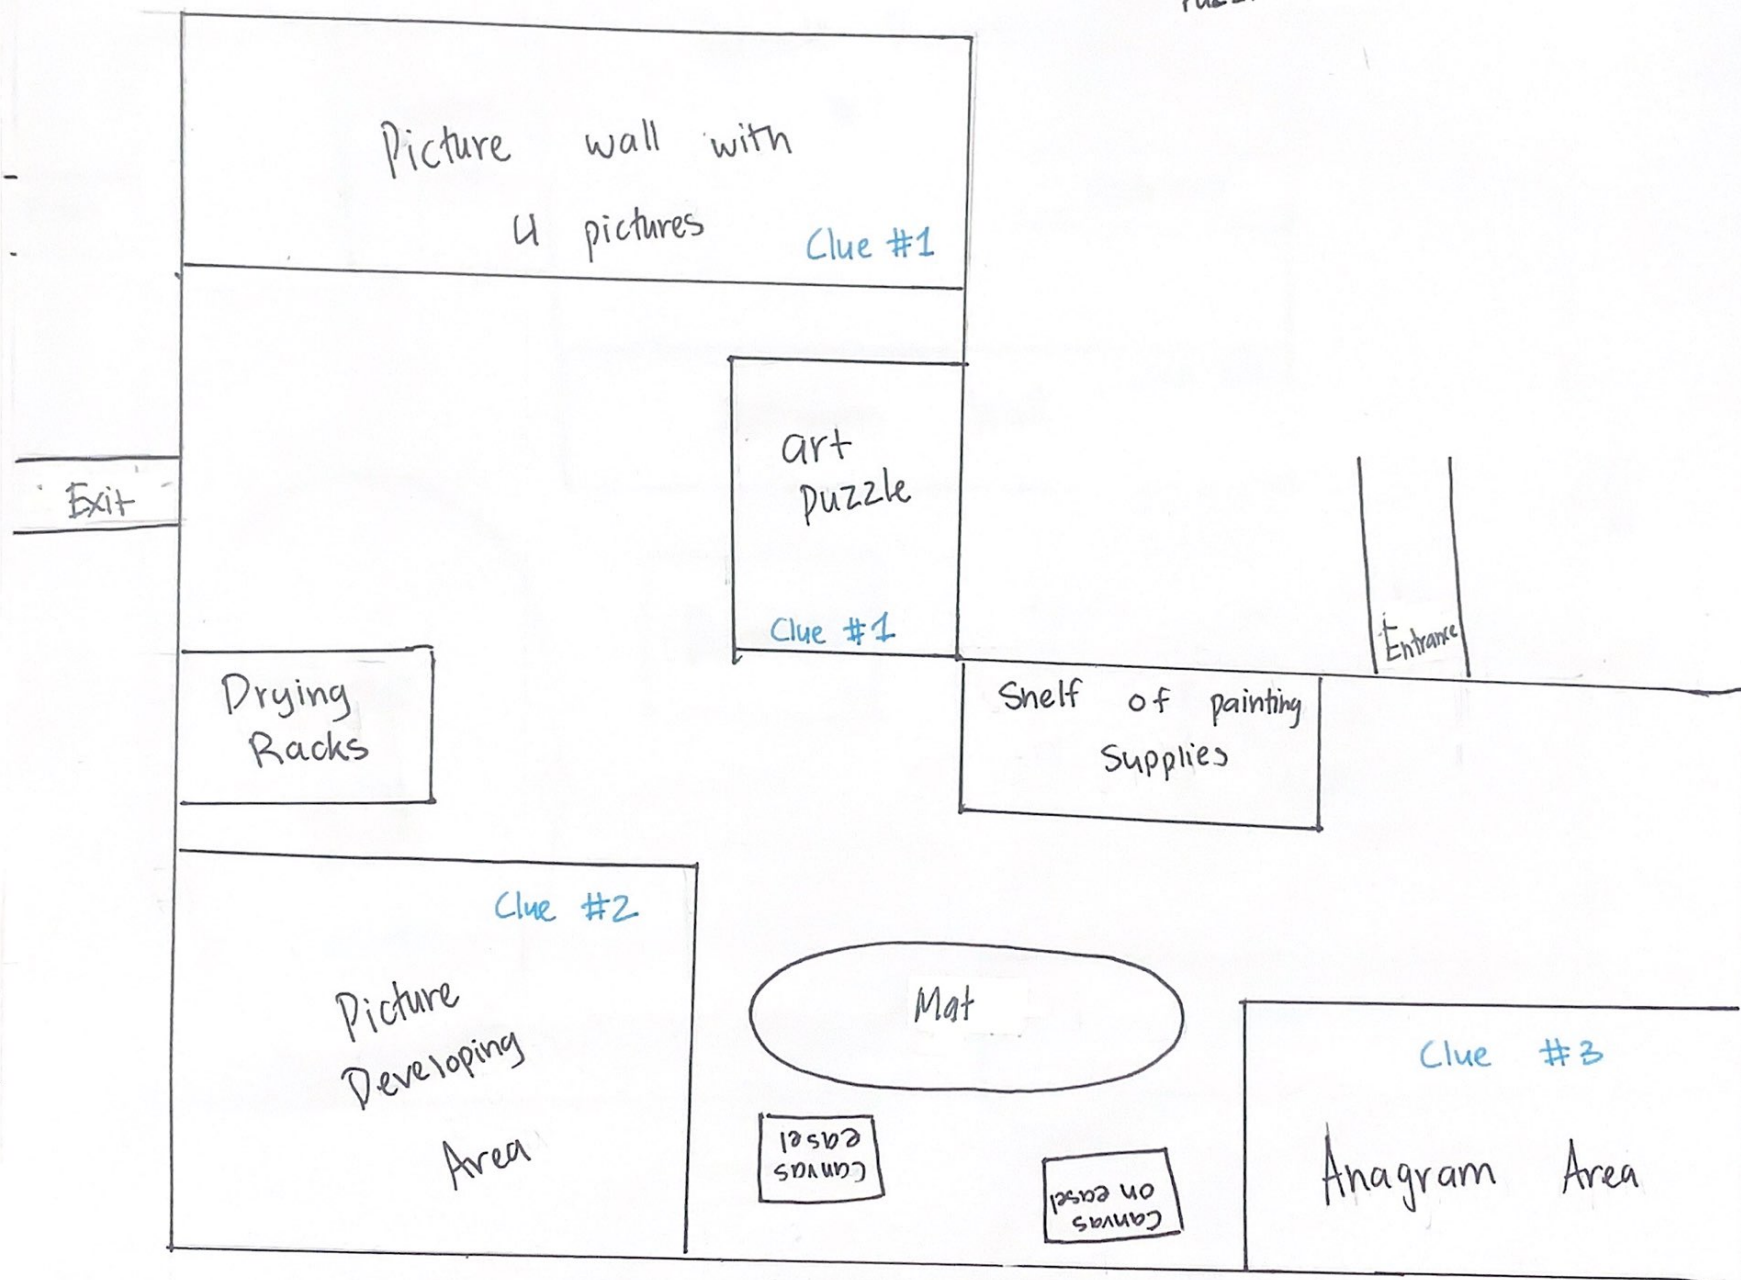 Picture wall with
4 pictures
Clue #1
art
puzzle
Clue #1
Exit
Entrance
Drying
Racks
Shelf of painting
Supplies
Clue #2
Picture
Developing
Area
Mat
Canvas
easel
Canvas
on easel
Clue #3
Anagram Area